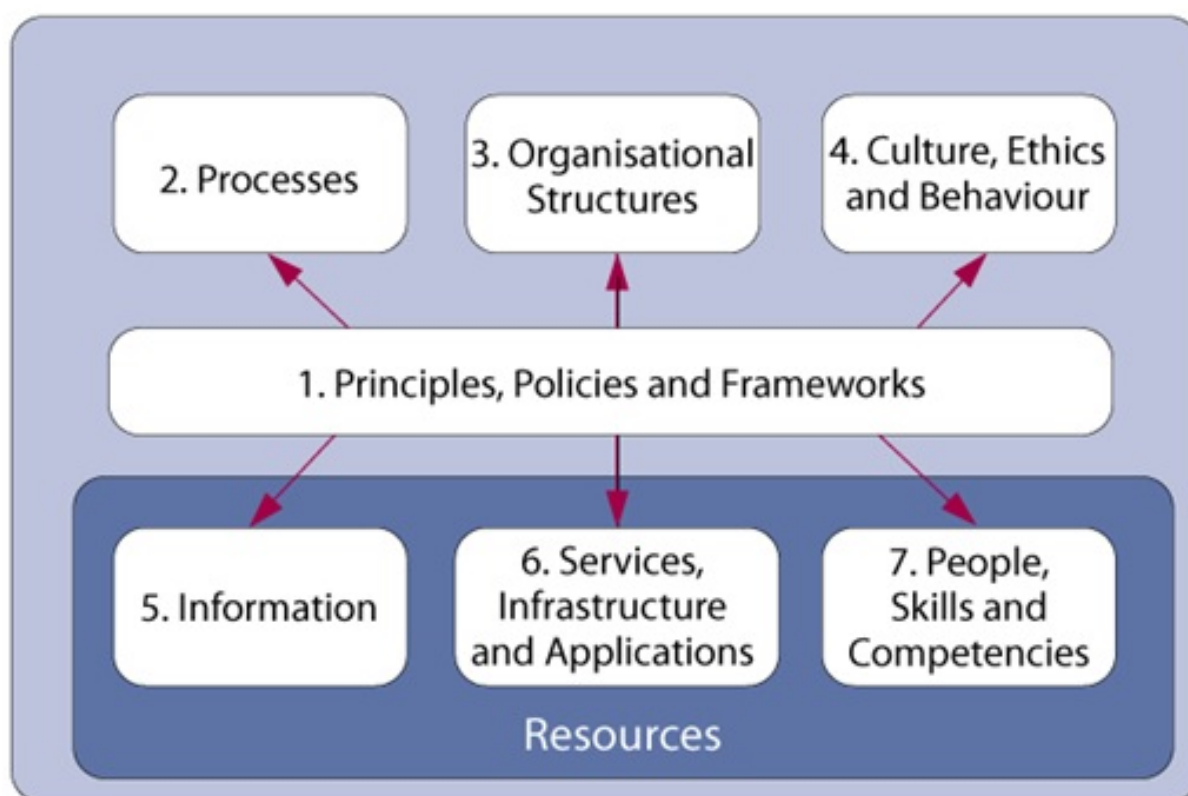 2. Processes
3. Organisational
Structures
4. Culture, Ethics
and Behaviour
1. Principles, Policies and Frameworks
5. Information
6. Services,
Infrastructure
and Applications
7. People,
Skills and
Competencies
Resources